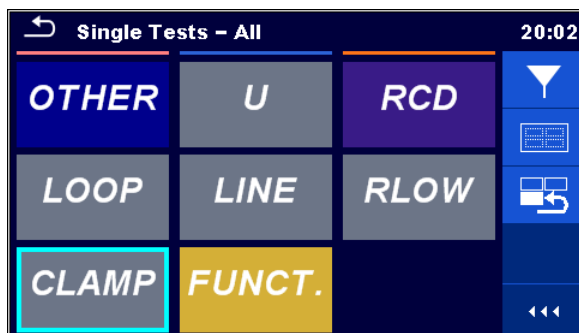 Single Tests – All 20:02
OTHER U RCD
LOOP LINE RLOW
CLAMP FUNCT.